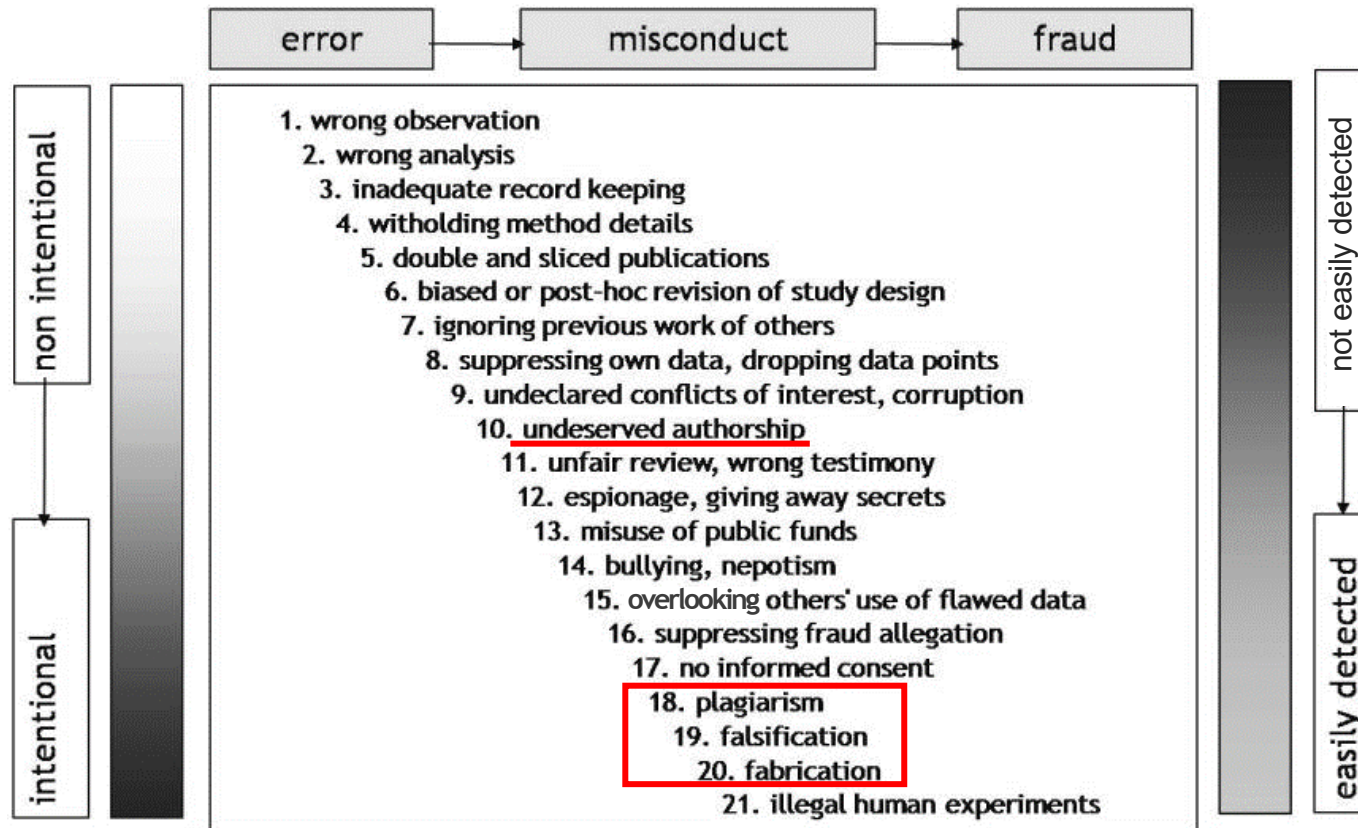 error
misconduct
fraud
non intentional
intentional
1. wrong observation
2. wrong analysis
3. inadequate record keeping
4. witholding method details
5. double and sliced publications
6. biased or post-hoc revision of study design
7. ignoring previous work of others
8. suppressing own data, dropping data points
9. undeclared conflicts of interest, corruption
10. undeserved authorship
11. unfair review, wrong testimony
12. espionage, giving away secrets
13. misuse of public funds
14. bullying, nepotism
15. overlooking others' use of flawed data
16. suppressing fraud allegation
17. no informed consent
18. plagiarism
19. falsification
20. fabrication
21. illegal human experiments
not easily detected
easily detected